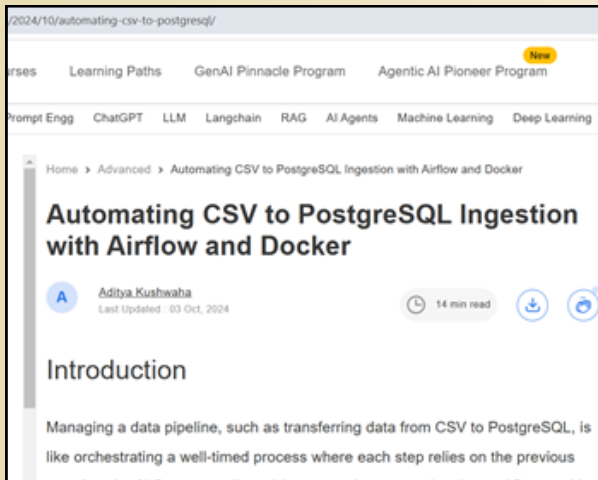 /2024/10/automating-csv-to-postgresql/
New
urses Learning Paths GenAI Pinnacle Program Agentic AI Pioneer Program
Prompt Engg ChatGPT LLM Langchain RAG AI Agents Machine Learning Deep Learning
Home > Advanced > Automating CSV to PostgreSQL Ingestion with Airflow and Docker
Automating CSV to PostgreSQL Ingestion
with Airflow and Docker
A
Aditya Kushwaha
Last Updated : 03 Oct, 2024
14 min read
Introduction
Managing a data pipeline, such as transferring data from CSV to PostgreSQL, is
like orchestrating a well-timed process where each step relies on the previous